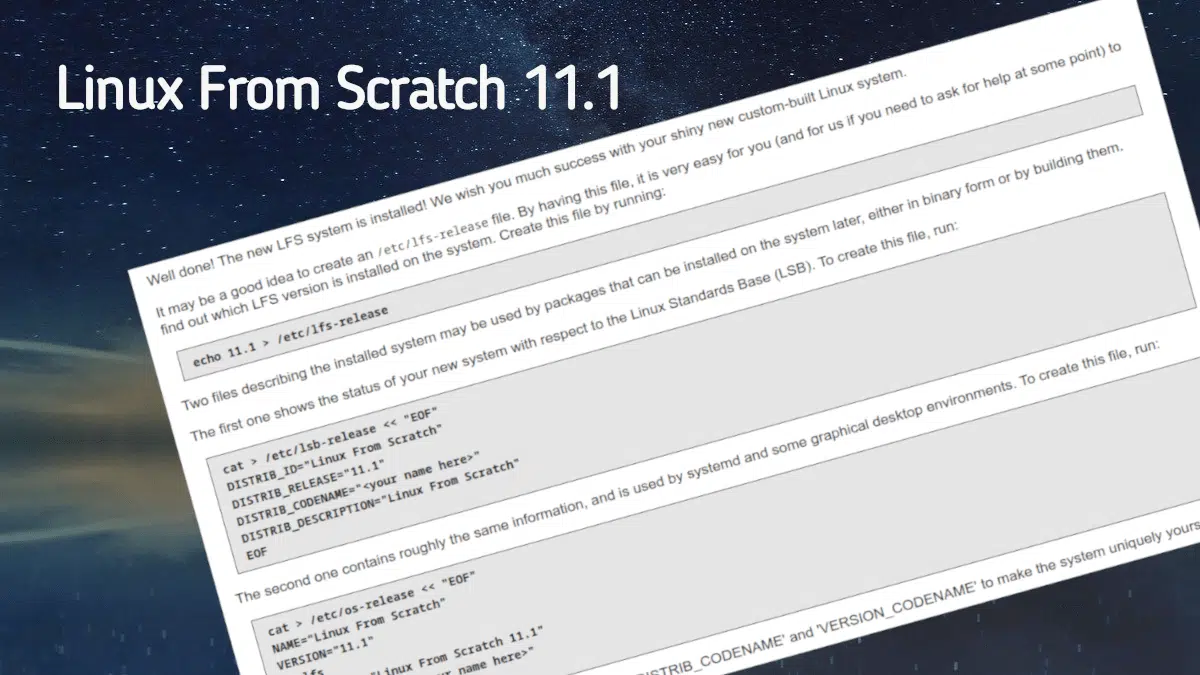 Linux From Scratch 11.1
Well done! The new LFS system is installed! We wish you much success with your shiny new custom-built Linux system.
It may be a good idea to create an /etc/lfs-release file. By having this file, it is very easy for you (and for us if you need to ask for help at some point) to
find out which LFS version is installed on the system. Create this file by running:
echo 11.1 > /etc/lfs-release
Two files describing the installed system may be used by packages that can be installed on the system later, either in binary form or by building them.
The first one shows the status of your new system with respect to the Linux Standards Base (LSB). To create this file, run:
cat > /etc/lsb-release << "EOF"
DISTRIB_ID="Linux From Scratch"
DISTRIB_RELEASE="11.1"
DISTRIB_CODENAME="<your name here>"
DISTRIB_DESCRIPTION="Linux From Scratch"
EOF
The second one contains roughly the same information, and is used by systemd and some graphical desktop environments. To create this file, run:
cat > /etc/os-release << "EOF"
NAME="Linux From Scratch"
VERSION="11.1"
lfs
"Linux From Scratch 11.1"
name here>"
DISTRIB_CODENAME' and 'VERSION_CODENAME' to make the system uniquely yours